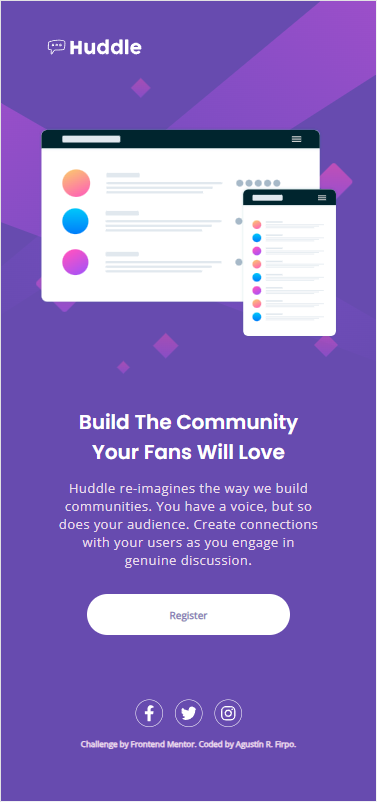 Huddle
Build The Community
Your Fans Will Love
Huddle re-imagines the way we build
communities. You have a voice, but so
does your audience. Create connections
with your users as you engage in
genuine discussion.
Register
Challenge by Frontend Mentor. Coded by Agustín R. Firpo.